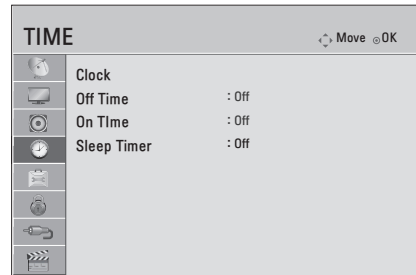 TIME Move OK
Clock
Off Time : Off
On TIme : Off
Sleep Timer : Off